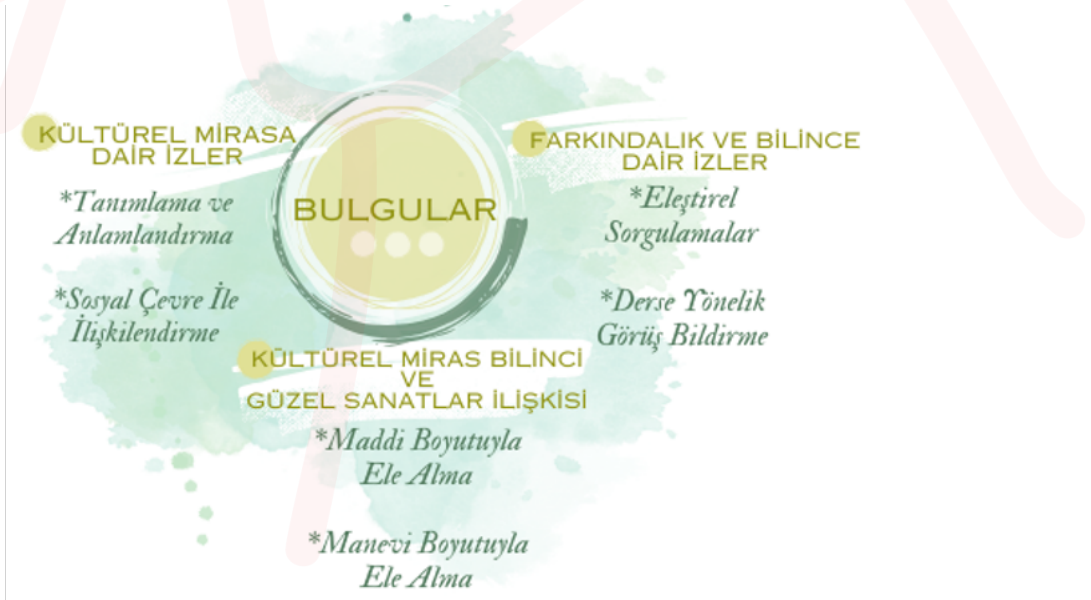 BULGULAR
KÜLTÜREL MİRASA
DAİR İZLER
*Tanımlama ve
Anlamlandırma
*Sosyal Çevre İle
İlişkilendirme
FARKINDALIK VE BİLİNCE
DAİR İZLER
*Eleştirel
Sorgulamalar
*Derse Yönelik
Görüş Bildirme
KÜLTÜREL MİRAS BİLİNCİ
VE
GÜZEL SANATLAR İLİŞKİSİ
*Maddi Boyutuyla
Ele Alma
*Manevi Boyutuyla
Ele Alma